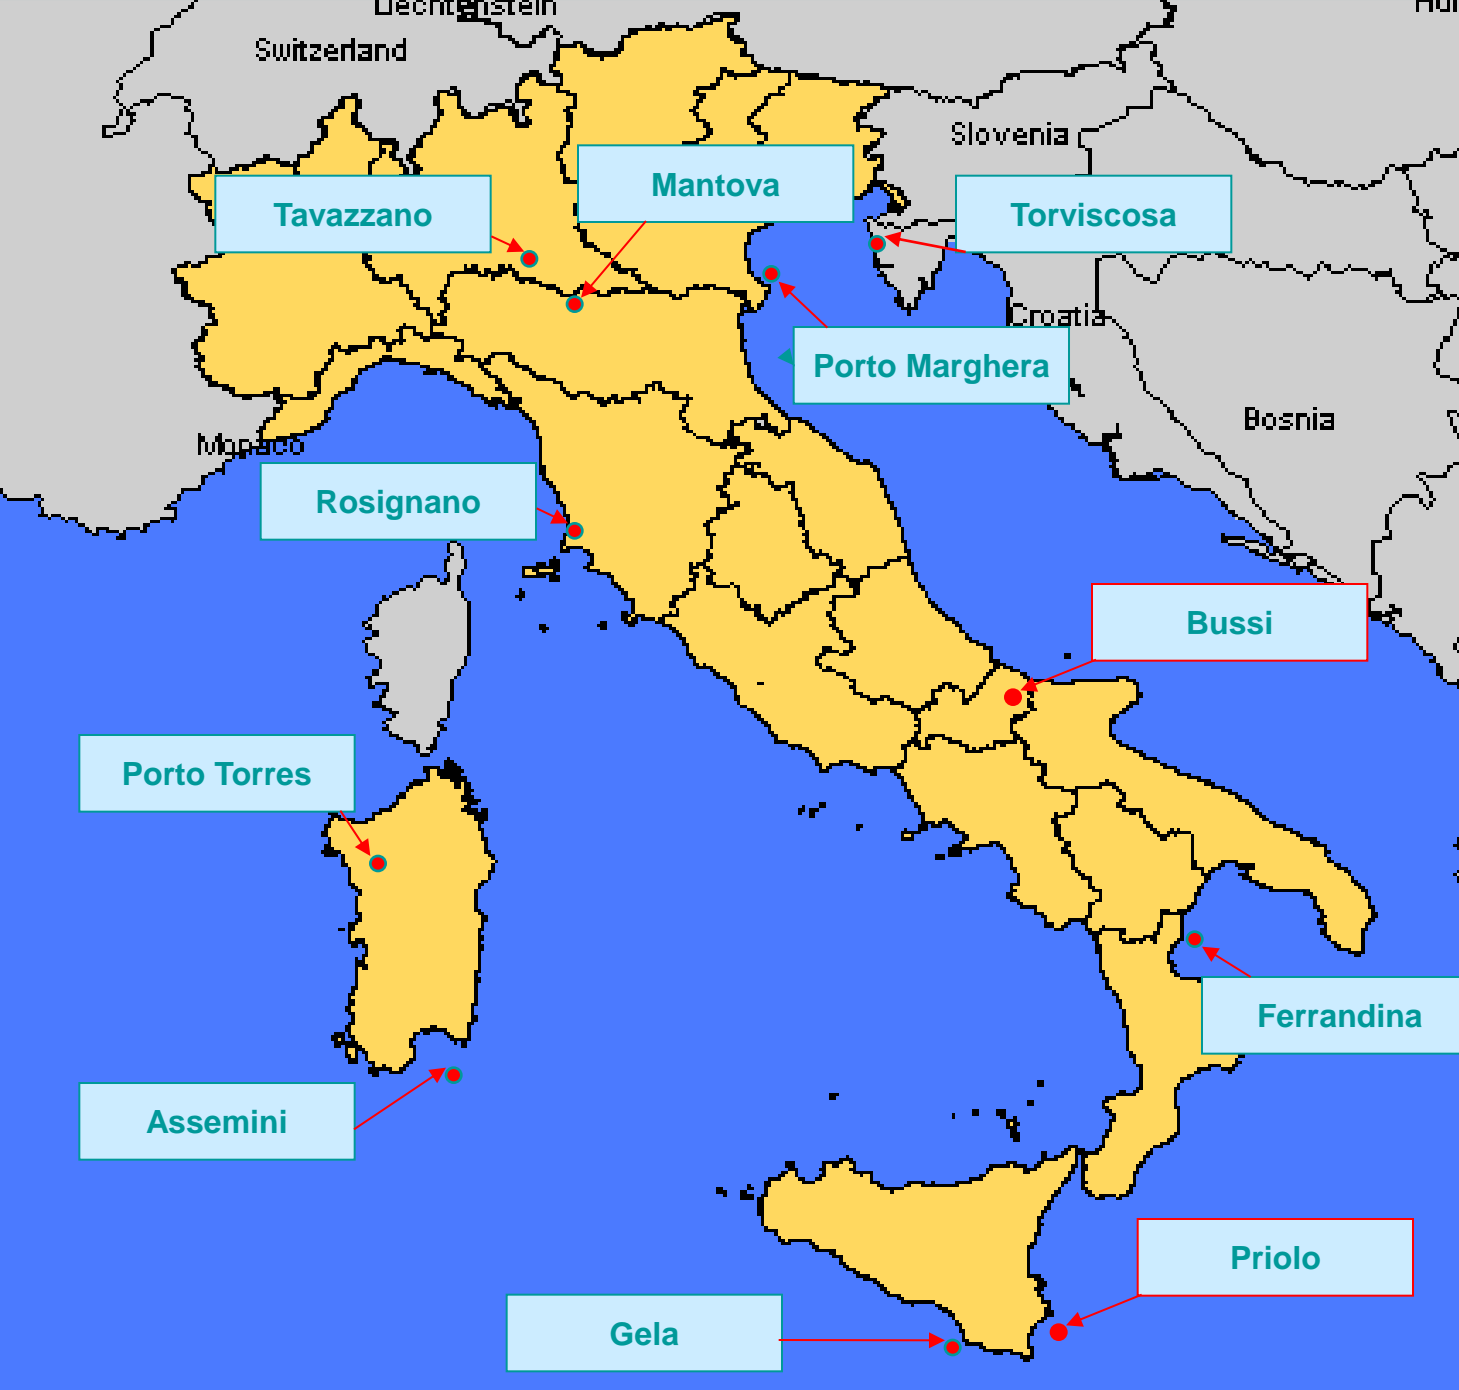 Liechtenstein
Switzerland
Slovenia
Mantova
Tavazzano
Torviscosa
Croatia
Porto Marghera
Bosnia
Monaco
Rosignano
Bussi
Porto Torres
Ferrandina
Assemini
Priolo
Gela